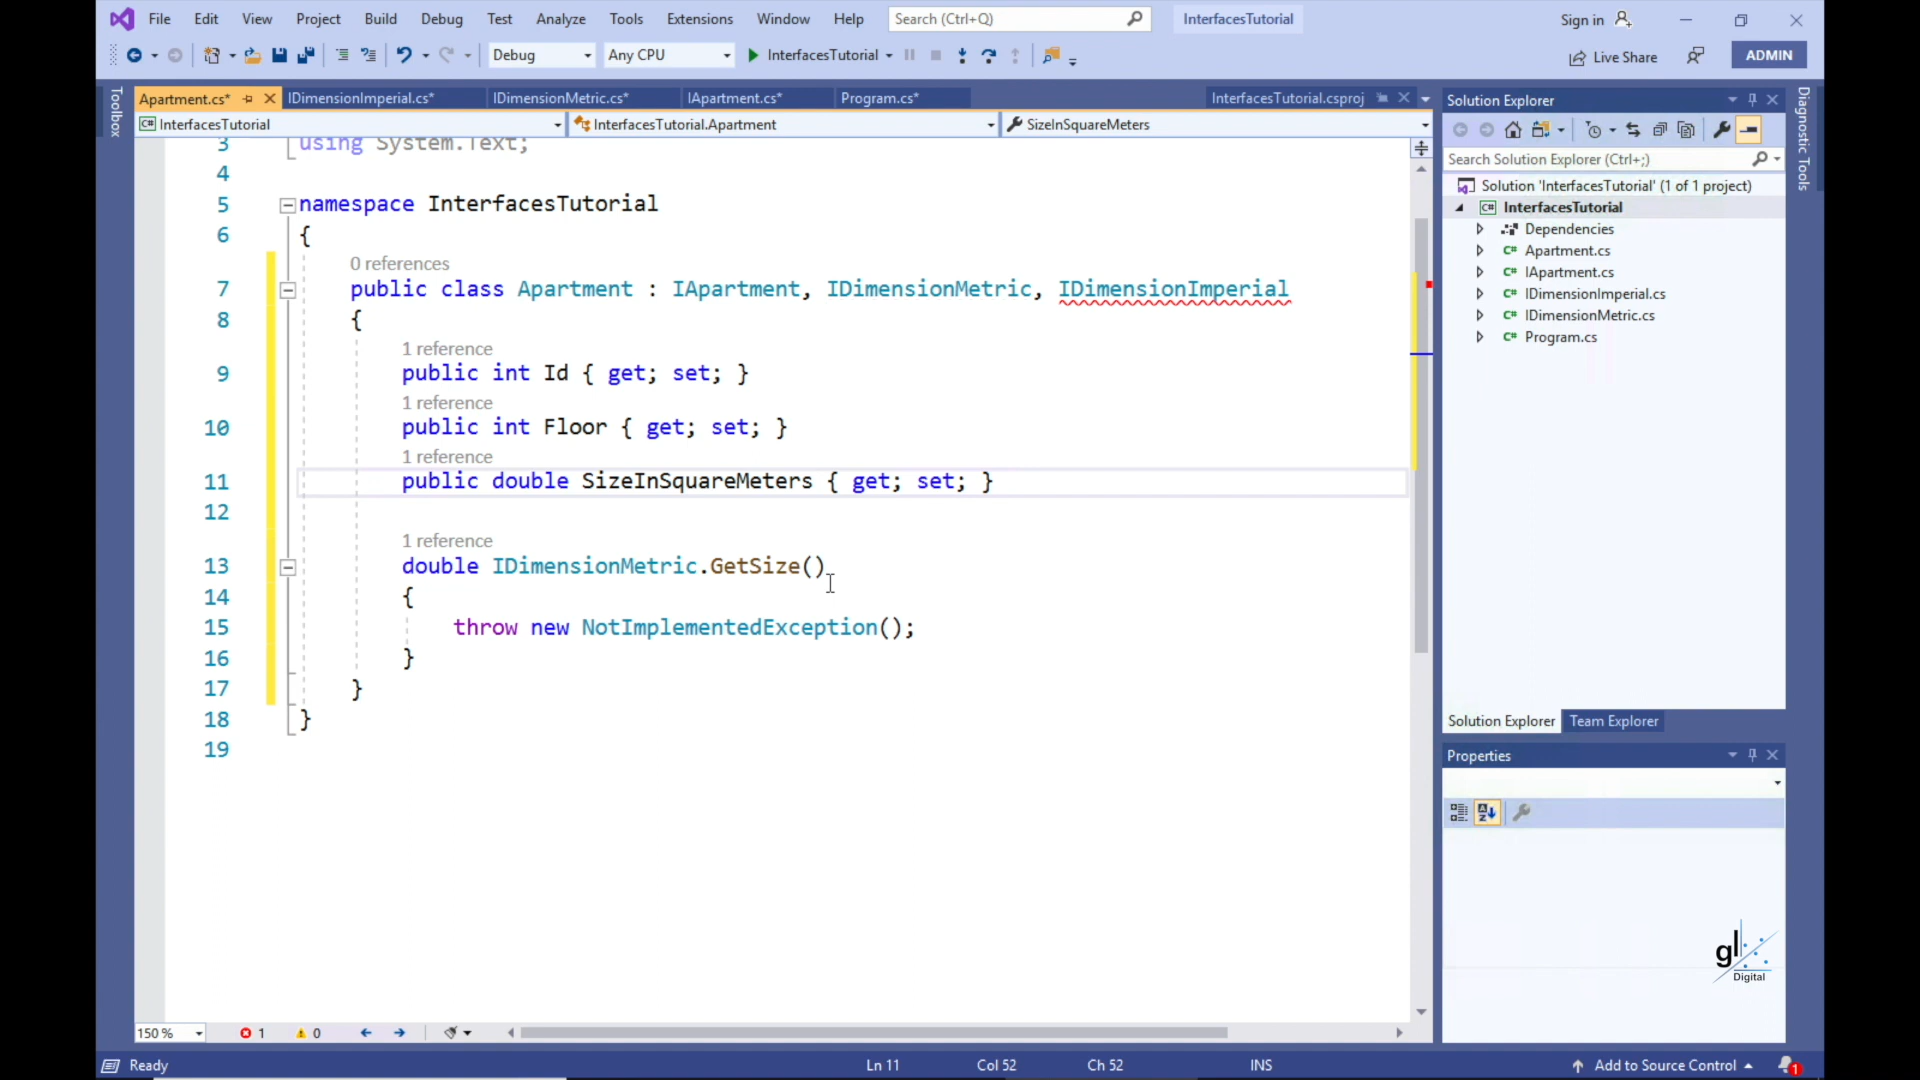 File Edit View Project Build Debug Test Analyze Tools Extensions Window Help Search (Ctrl+Q) InterfacesTutorial Sign in
Debug Any CPU InterfacesTutorial Live Share ADMIN
Toolbox
Apartment.cs* IDimensionImperial.cs* IDimensionMetric.cs* IApartment.cs* Program.cs* InterfacesTutorial.csproj
InterfacesTutorial InterfacesTutorial.Apartment SizeInSquareMeters
3 using System.Text;
4
5 namespace InterfacesTutorial
6 {
0 references
7 public class Apartment : IApartment, IDimensionMetric, IDimensionImperial
8 {
1 reference
9 public int Id { get; set; }
1 reference
10 public int Floor { get; set; }
1 reference
11 public double SizeInSquareMeters { get; set; }
12
1 reference
13 double IDimensionMetric.GetSize()
14 {
15 throw new NotImplementedException();
16 }
17 }
18 }
19
150 % 1 0
Solution Explorer
Search Solution Explorer (Ctrl+;)
Solution 'InterfacesTutorial' (1 of 1 project)
C# InterfacesTutorial
Dependencies
C# Apartment.cs
C# IApartment.cs
C# IDimensionImperial.cs
C# IDimensionMetric.cs
C# Program.cs
Solution Explorer Team Explorer
Properties
Diagnostic Tools
gl
Digital
Ready Ln 11 Col 52 Ch 52 INS Add to Source Control 1